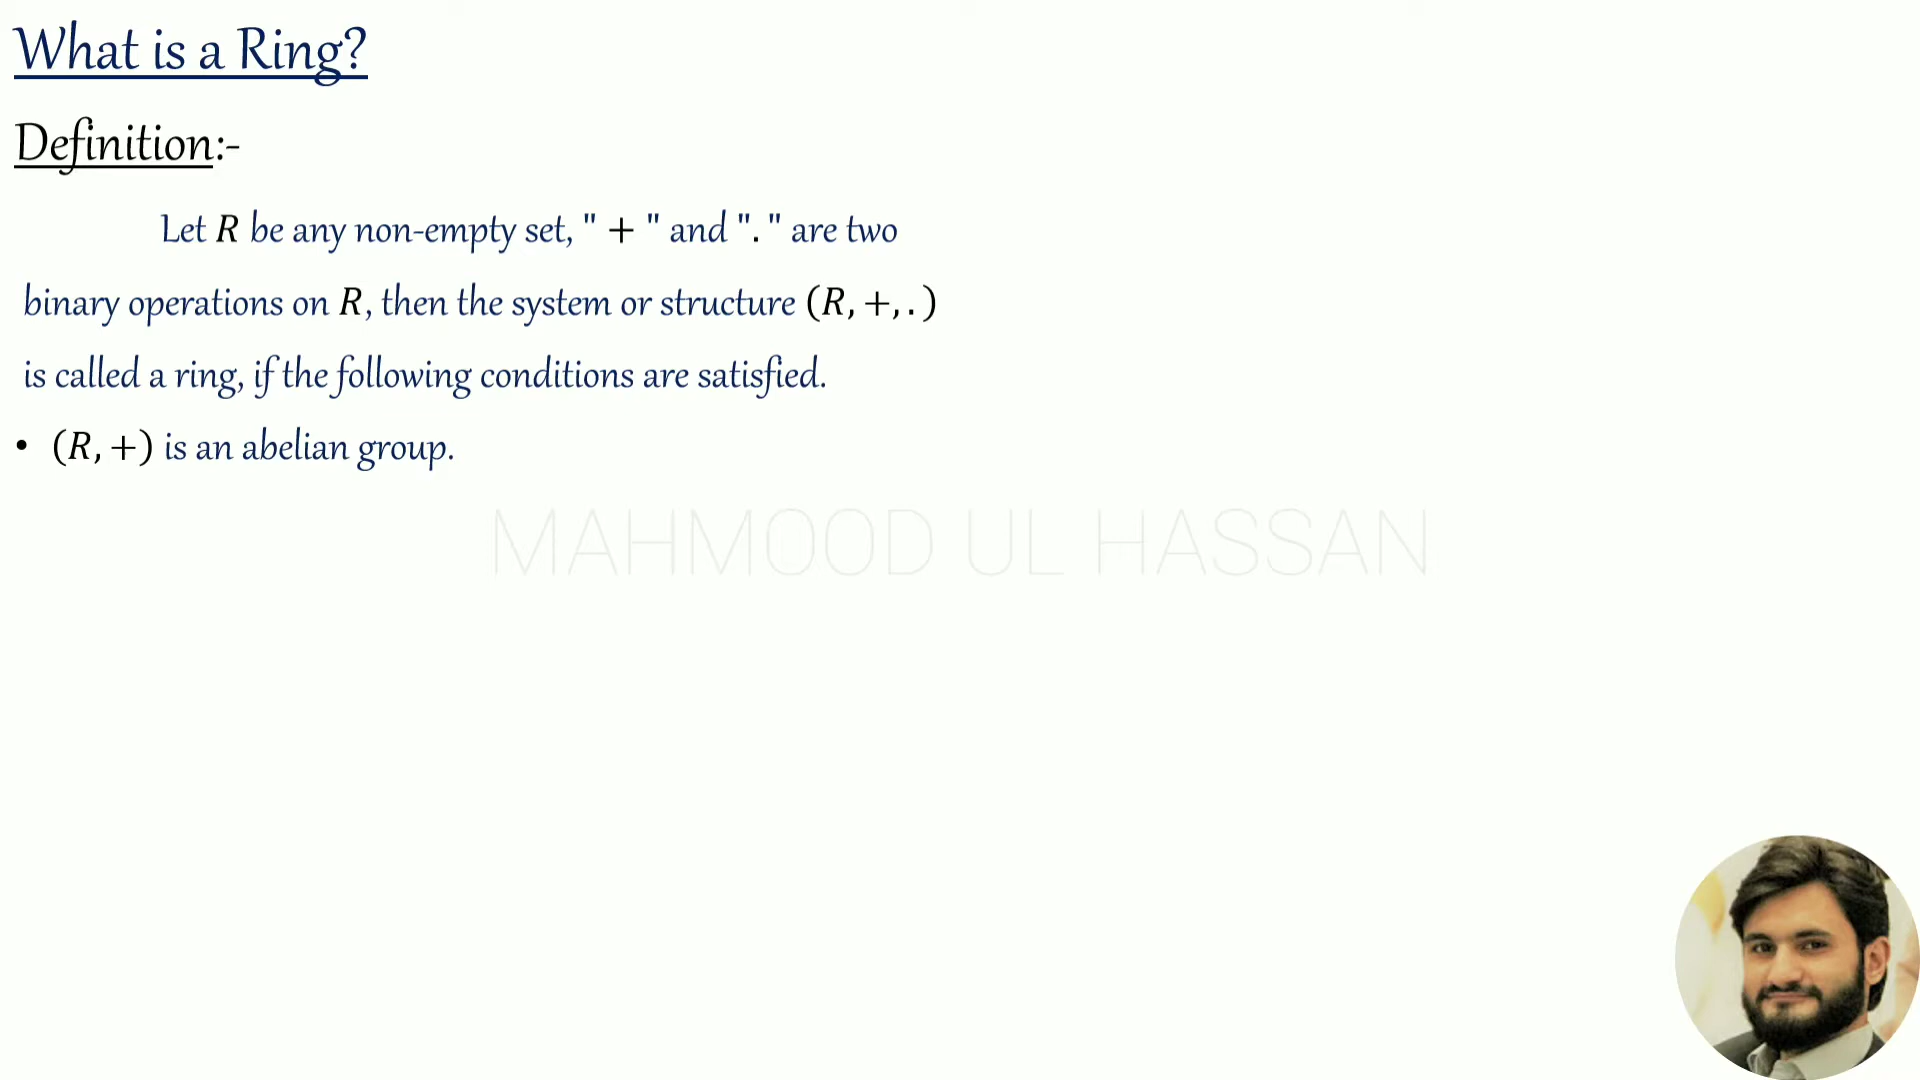 What is a Ring?
Definition:-
Let R be any non-empty set, " + " and ". " are two
binary operations on R, then the system or structure (R, +, . )
is called a ring, if the following conditions are satisfied.
• (R, +) is an abelian group.
MAHMOOD UL HASSAN